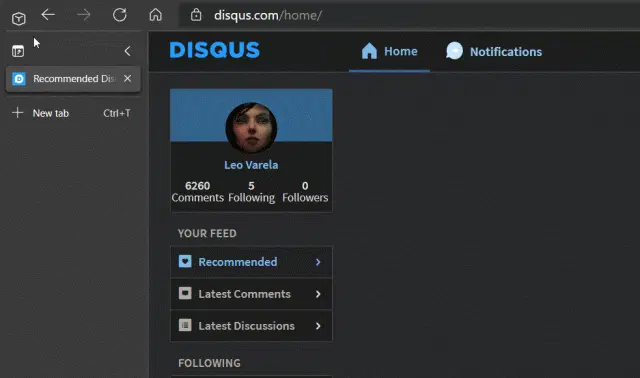 disqus.com/home/
Recommended Dis
New tab Ctrl+T
DISQUS
Home
Notifications
Leo Varela
6260 5 0
Comments Following Followers
YOUR FEED
Recommended
Latest Comments
Latest Discussions
FOLLOWING